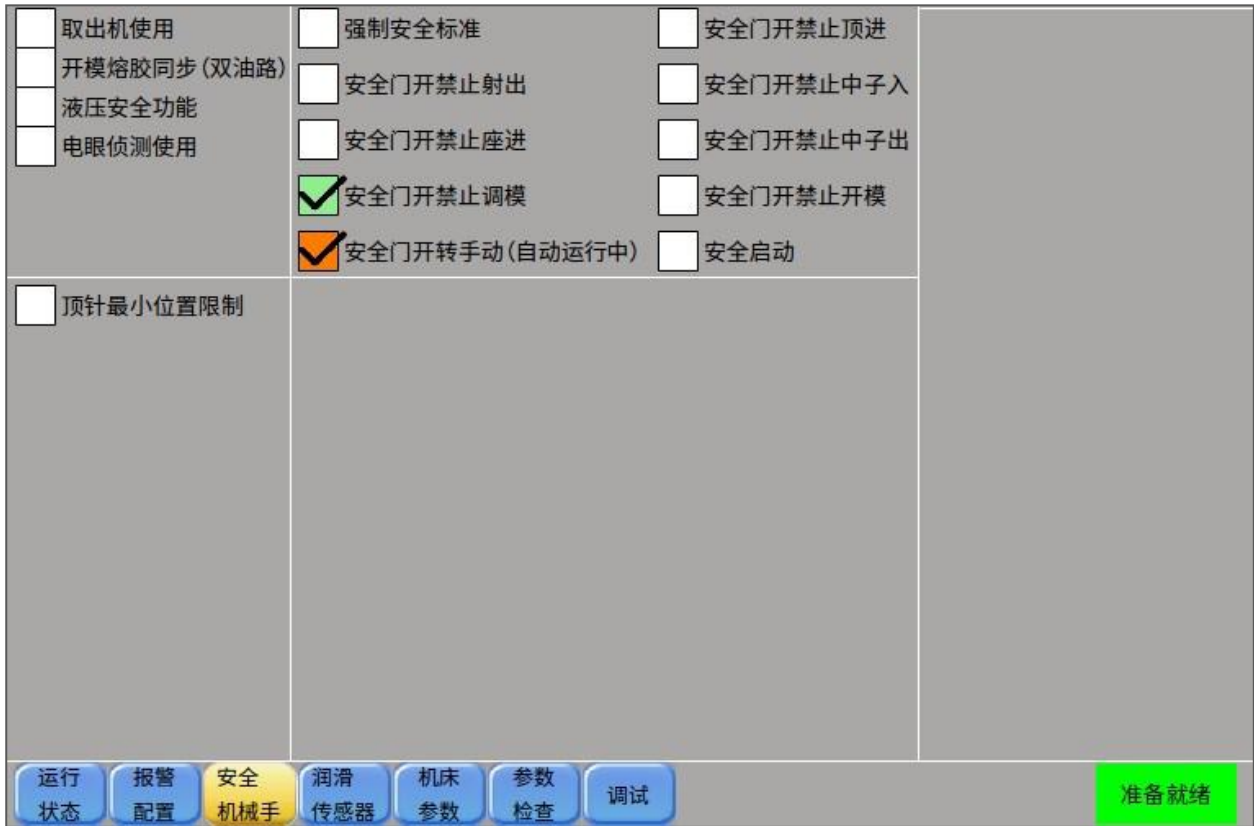 取出机使用
开模熔胶同步(双油路)
液压安全功能
电眼侦测使用
强制安全标准
安全门开禁止射出
安全门开禁止座进
安全门开禁止调模
安全门开转手动(自动运行中)
安全门开禁止顶进
安全门开禁止中子入
安全门开禁止中子出
安全门开禁止开模
安全启动
顶针最小位置限制
运行
状态
报警
配置
安全
机械手
润滑
传感器
机床
参数
参数
检查
调试
准备就绪